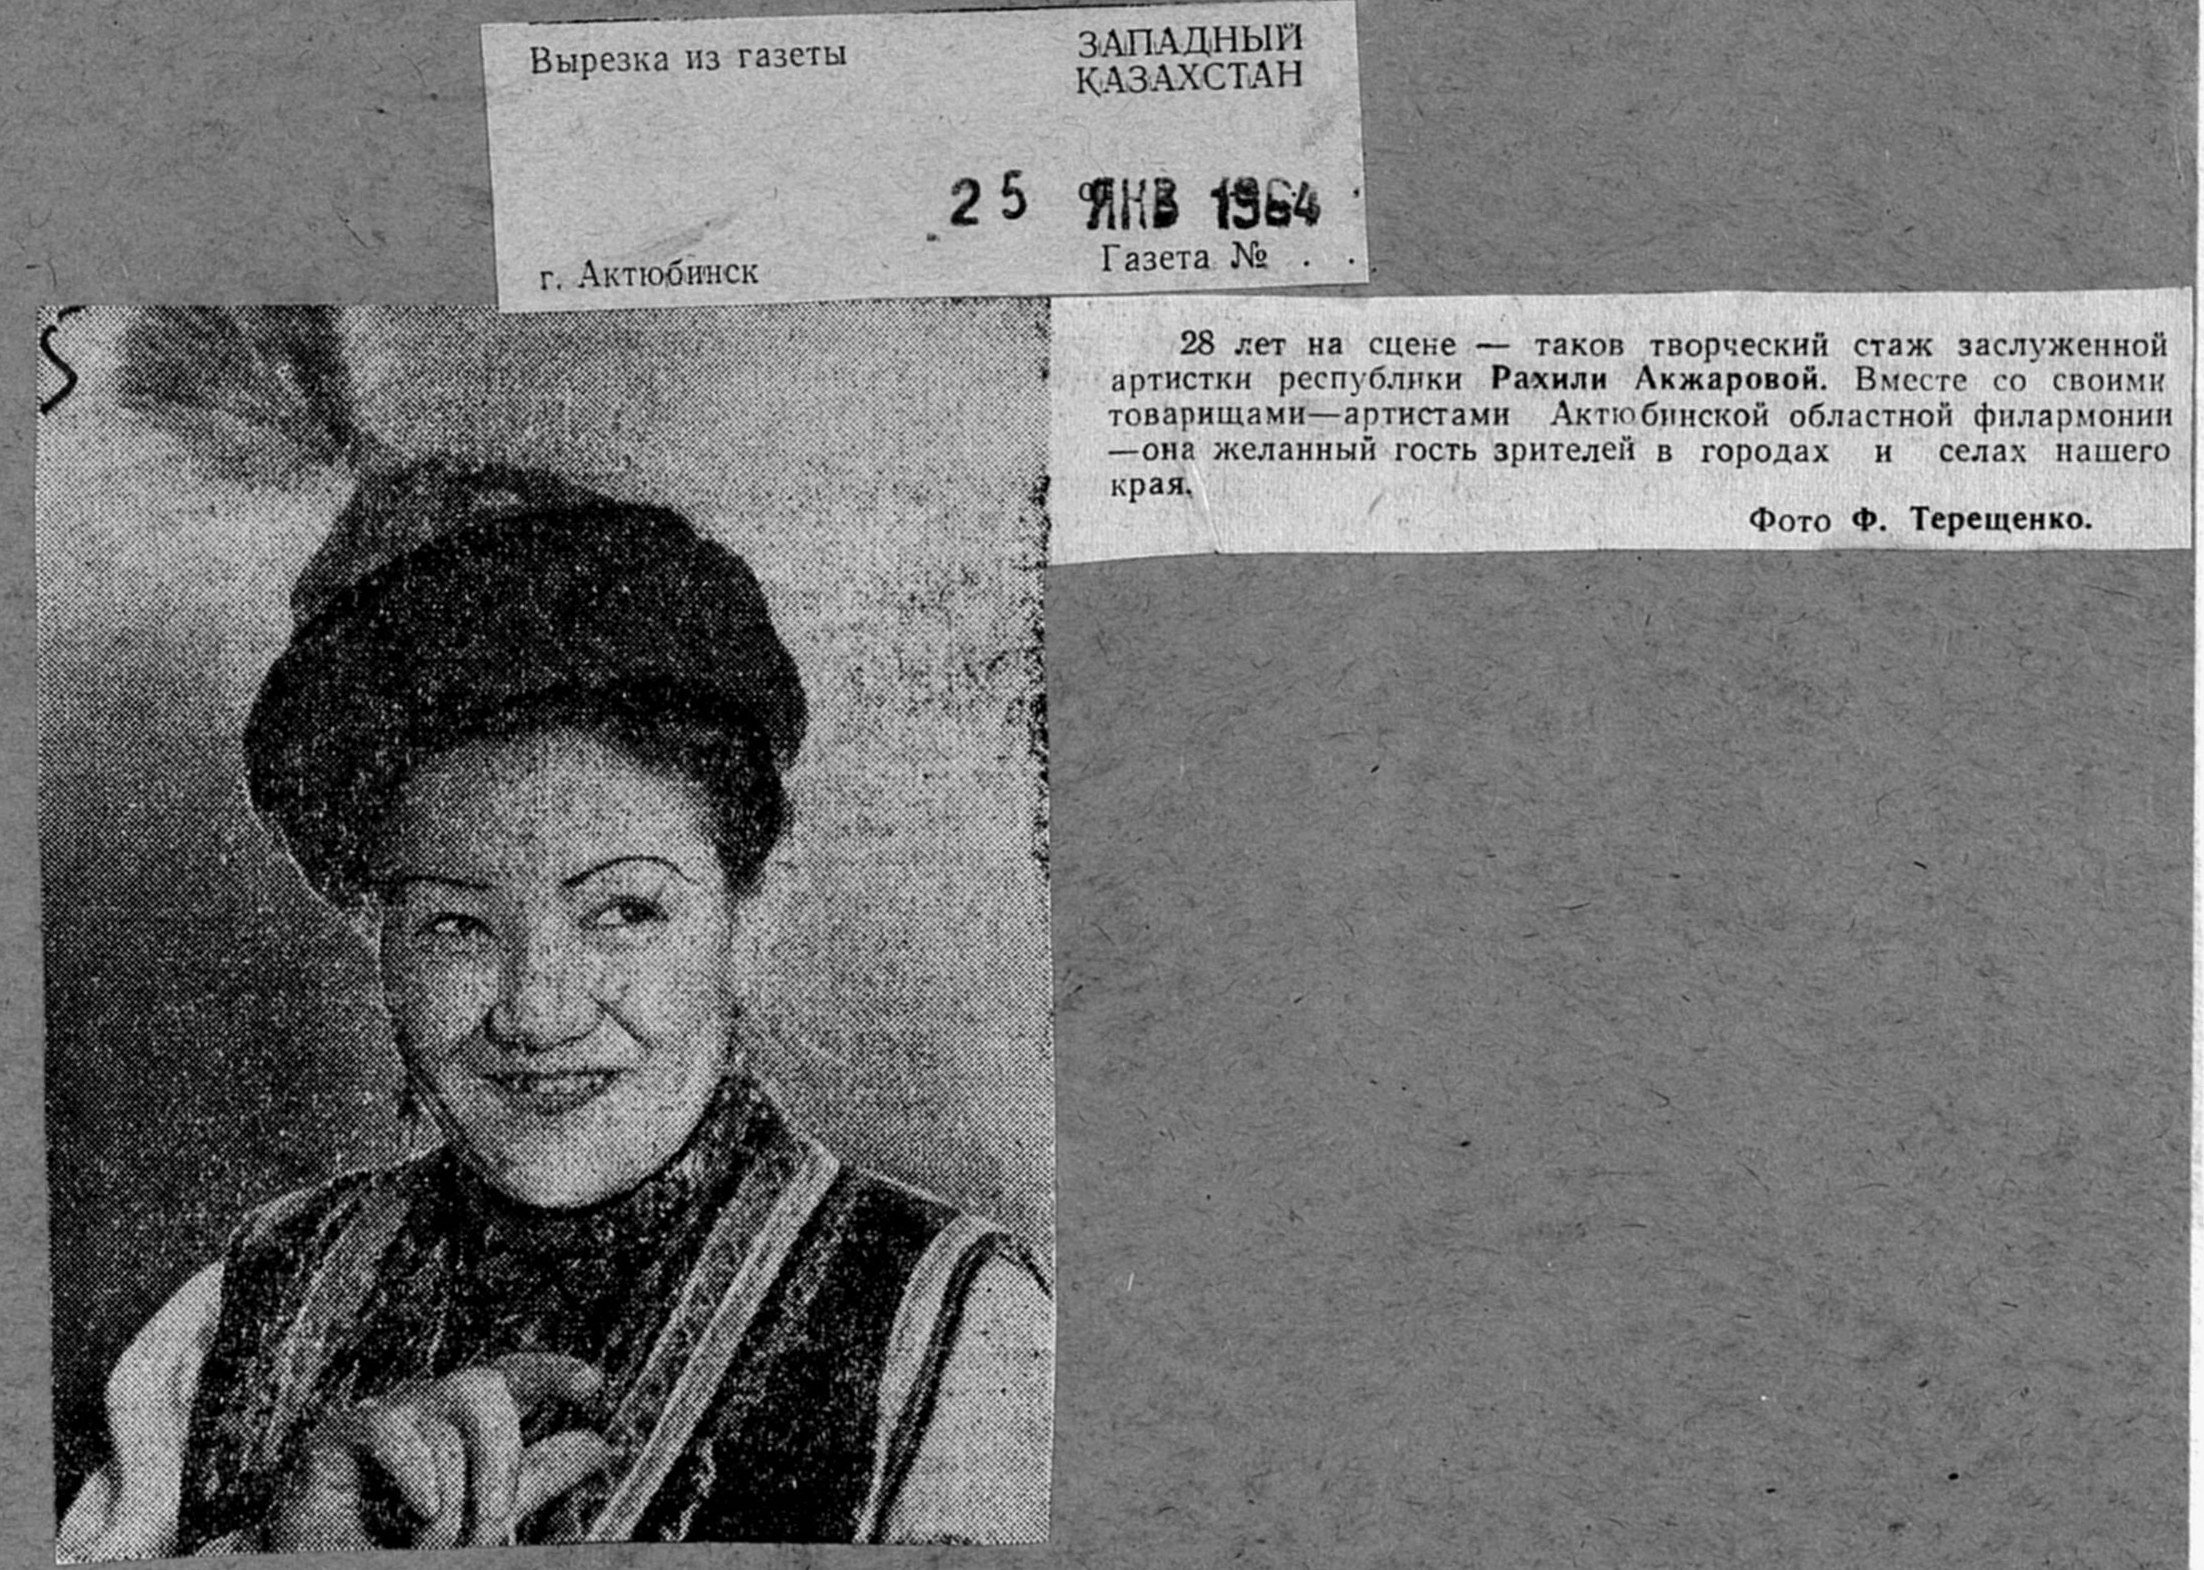 Вырезка из газеты
ЗАПАДНЫЙ
КАЗАХСТАН
25 ЯНВ 1964
г. Актюбинск
Газета № . .
28 лет на сцене — таков творческий стаж заслуженной
артистки республики Рахили Акжаровой. Вместе со своими
товарищами—артистами Актюбинской областной филармонии
—она желанный гость зрителей в городах и селах нашего
края.
Фото Ф. Терещенко.